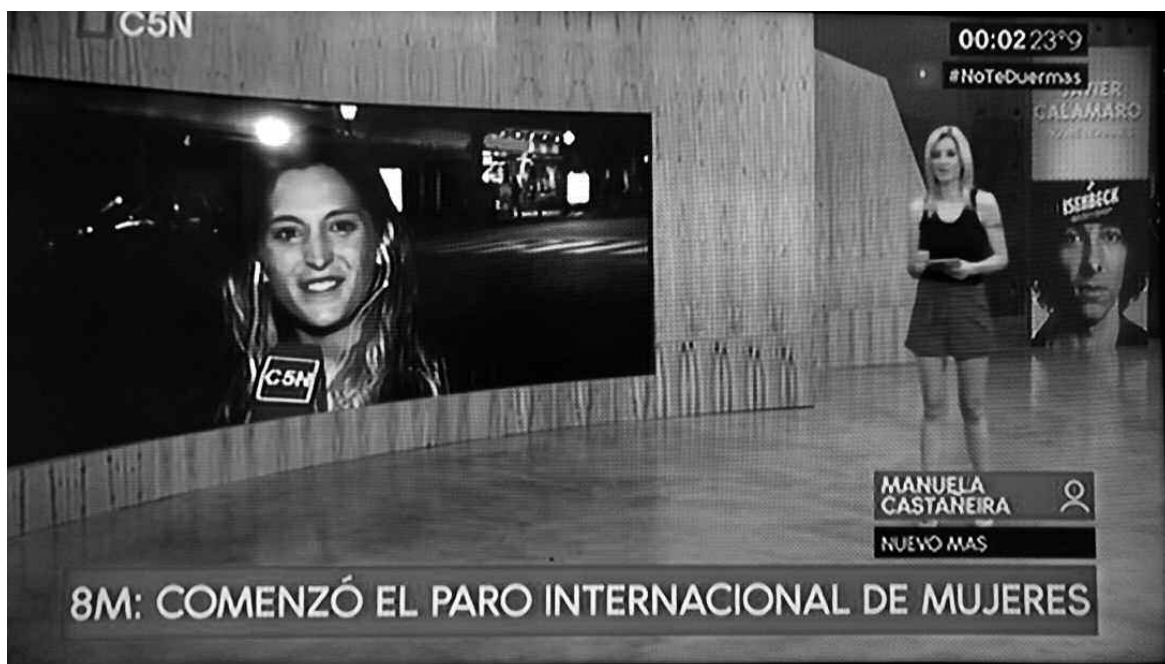 C5N
00:02 23°9
#NoTeDuermas
JAVIER
CALAMARO
ISENBECK
C5N
MANUELA
CASTAÑEIRA
NUEVO MAS
8M: COMENZÓ EL PARO INTERNACIONAL DE MUJERES